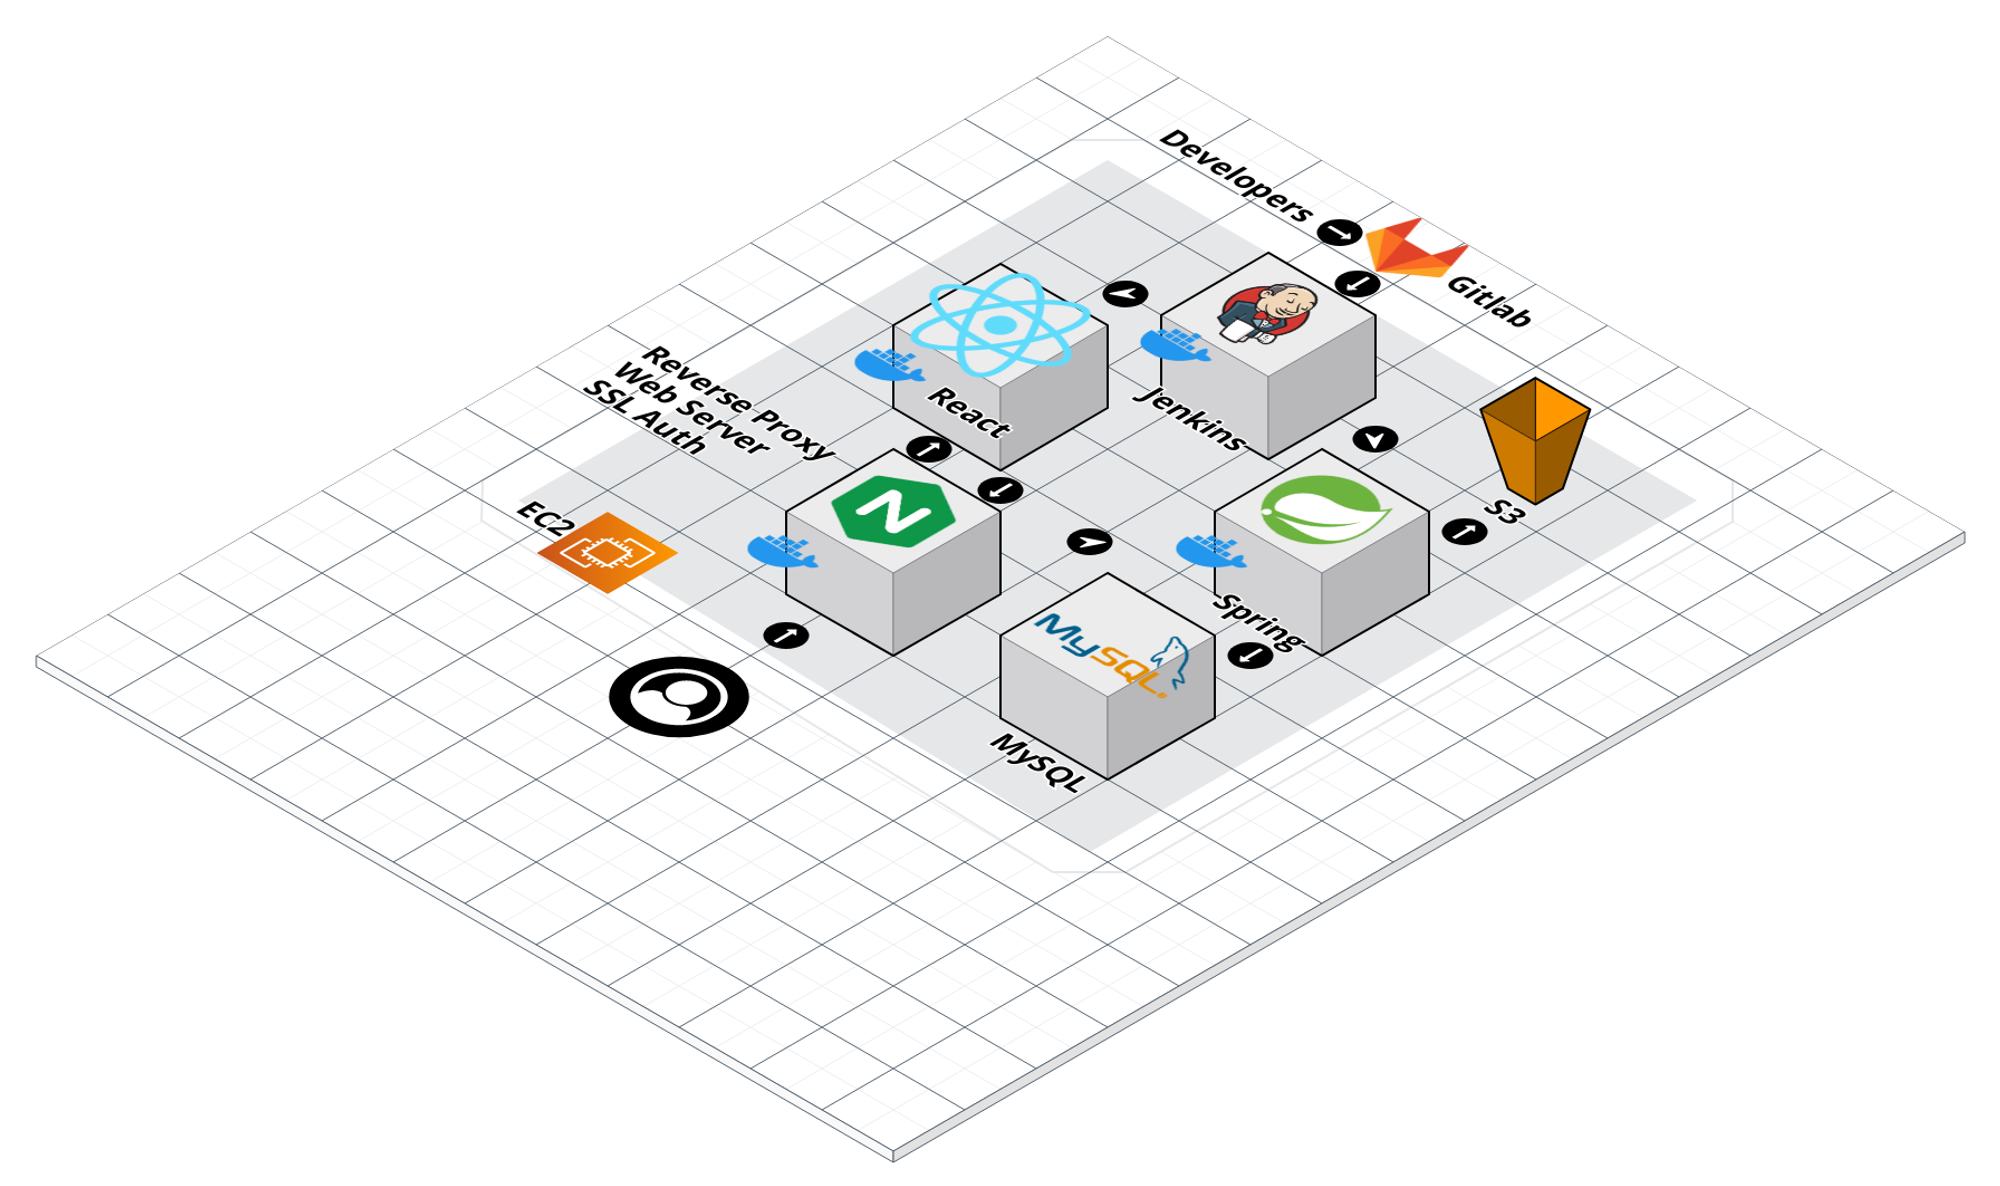 Developers
Gitlab
Reverse Proxy
Web Server
SSL Auth
React
Jenkins
S3
EC2
Spring
MySQL.
MySQL